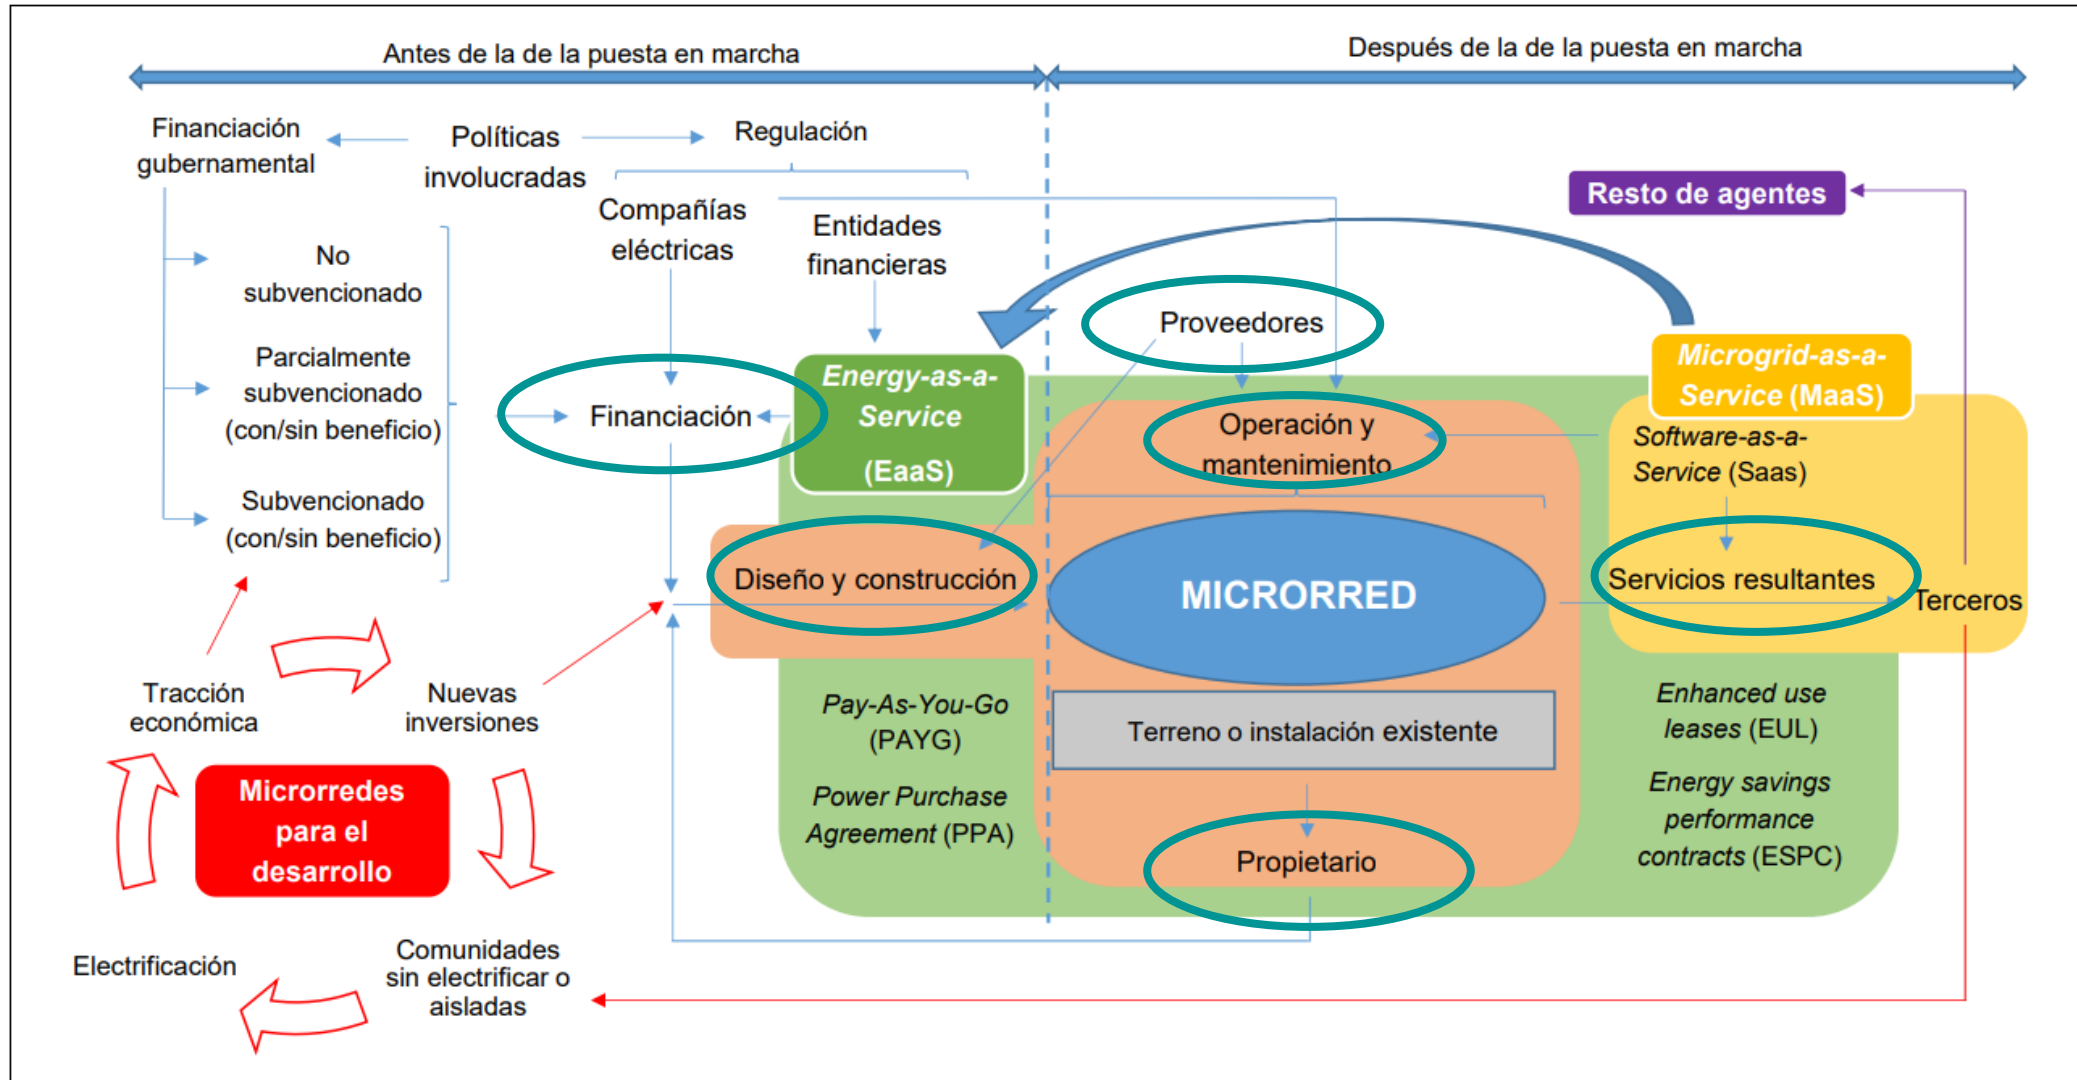 Antes de la de la puesta en marcha
Después de la de la puesta en marcha
Financiación
gubernamental
Políticas
involucradas
Regulación
Compañías
eléctricas
Entidades
financieras
Resto de agentes
No
subvencionado
Parcialmente
subvencionado
(con/sin beneficio)
Subvencionado
(con/sin beneficio)
Financiación
Energy-as-a-
Service
(EaaS)
Proveedores
Operación y
mantenimiento
Microgrid-as-a-
Service (MaaS)
Software-as-a-
Service (Saas)
Diseño y construcción
MICRORRED
Servicios resultantes
Terceros
Tracción
económica
Nuevas
inversiones
Pay-As-You-Go
(PAYG)
Power Purchase
Agreement (PPA)
Terreno o instalación existente
Enhanced use
leases (EUL)
Energy savings
performance
contracts (ESPC)
Microrredes
para el
desarrollo
Propietario
Electrificación
Comunidades
sin electrificar o
aisladas